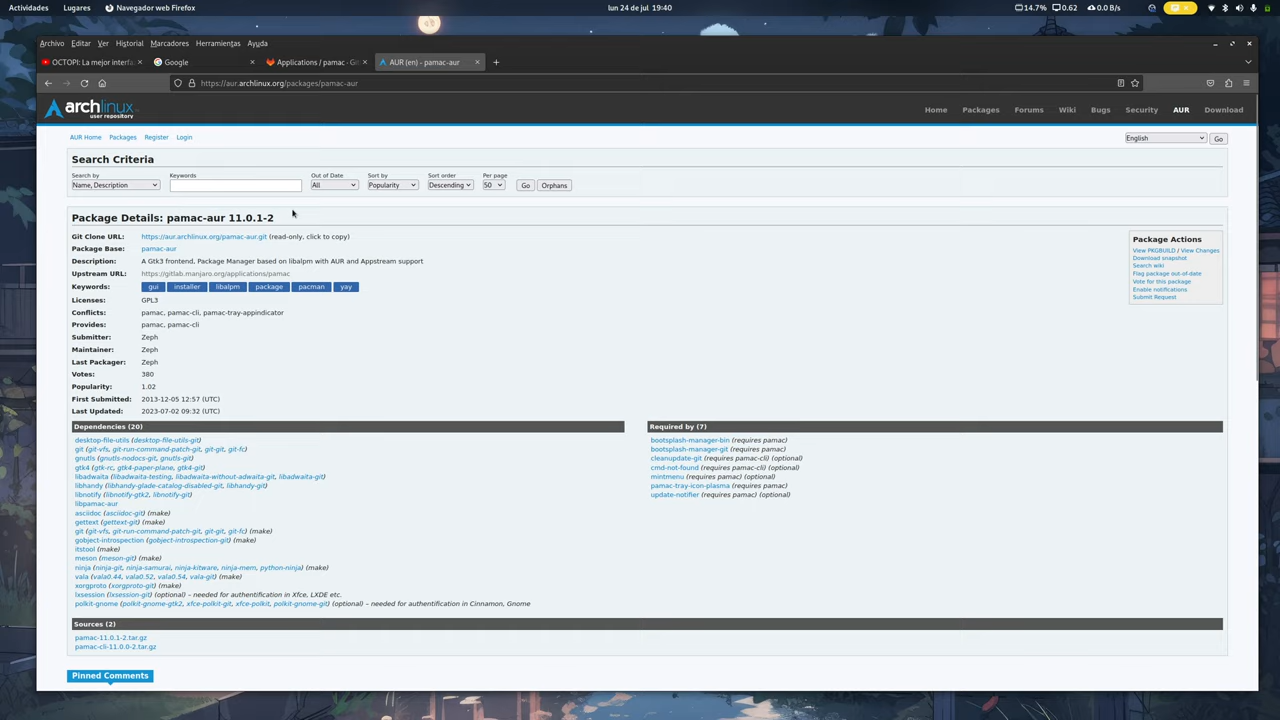 Actividades Lugares Navegador web Firefox lun 24 de jul 19:40 14.7% 0.62 0.0 B/s
Archivo Editar Ver Historial Marcadores Herramientas Ayuda
OCTOPI: La mejor interfa Google Applications / pamac · Git AUR (en) - pamac-aur
https://aur.archlinux.org/packages/pamac-aur
archlinux Home Packages Forums Wiki Bugs Security AUR Download
user repository
AUR Home Packages Register Login English Go
Search Criteria
Search by Keywords Out of Date Sort by Sort order Per page
Name, Description All Popularity Descending 50 Go Orphans
Package Details: pamac-aur 11.0.1-2
Git Clone URL: https://aur.archlinux.org/pamac-aur.git (read-only, click to copy)
Package Base: pamac-aur
Description: A Gtk3 frontend, Package Manager based on libalpm with AUR and Appstream support
Upstream URL: https://gitlab.manjaro.org/applications/pamac
Keywords: gui installer libalpm package pacman yay
Licenses: GPL3
Conflicts: pamac, pamac-cli, pamac-tray-appindicator
Provides: pamac, pamac-cli
Submitter: Zeph
Maintainer: Zeph
Last Packager: Zeph
Votes: 380
Popularity: 1.02
First Submitted: 2013-12-05 12:57 (UTC)
Last Updated: 2023-07-02 09:32 (UTC)
Package Actions
View PKGBUILD / View Changes
Download snapshot
Search wiki
Flag package out-of-date
Vote for this package
Enable notifications
Submit Request
Dependencies (20)
desktop-file-utils (desktop-file-utils-git)
git (git-vfs, git-run-command-patch-git, git-git, git-fc)
gnutls (gnutls-nodocs-git, gnutls-git)
gtk4 (gtk-rc, gtk4-paper-plane, gtk4-git)
libadwaita (libadwaita-testing, libadwaita-without-adwaita-git, libadwaita-git)
libhandy (libhandy-glade-catalog-disabled-git, libhandy-git)
libnotify (libnotify-gtk2, libnotify-git)
libpamac-aur
asciidoc (asciidoc-git) (make)
gettext (gettext-git) (make)
git (git-vfs, git-run-command-patch-git, git-git, git-fc) (make)
gobject-introspection (gobject-introspection-git) (make)
itstool (make)
meson (meson-git) (make)
ninja (ninja-git, ninja-samurai, ninja-kitware, ninja-mem, python-ninja) (make)
vala (vala0.44, vala0.52, vala0.54, vala-git) (make)
xorgproto (xorgproto-git) (make)
lxsession (lxsession-git) (optional) – needed for authentication in Xfce, LXDE etc.
polkit-gnome (polkit-gnome-gtk2, xfce-polkit-git, xfce-polkit, polkit-gnome-git) (optional) – needed for authentication in Cinnamon, Gnome
Required by (7)
bootsplash-manager-bin (requires pamac)
bootsplash-manager-git (requires pamac)
cleanupdate-git (requires pamac-cli) (optional)
cmd-not-found (requires pamac-cli) (optional)
mintmenu (requires pamac) (optional)
pamac-tray-icon-plasma (requires pamac)
update-notifier (requires pamac) (optional)
Sources (2)
pamac-11.0.1-2.tar.gz
pamac-cli-11.0.0-2.tar.gz
Pinned Comments